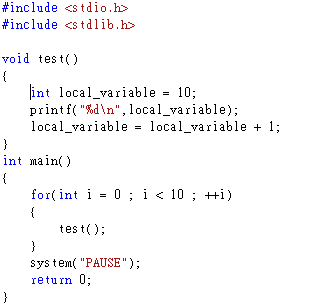 #include <stdio.h>
#include <stdlib.h>

void test()
{
    int local_variable = 10;
    printf("%d\n",local_variable);
    local_variable = local_variable + 1;
}
int main()
{
    for(int i = 0 ; i < 10 ; ++i)
    {
        test();
    }
    system("PAUSE");
    return 0;
}